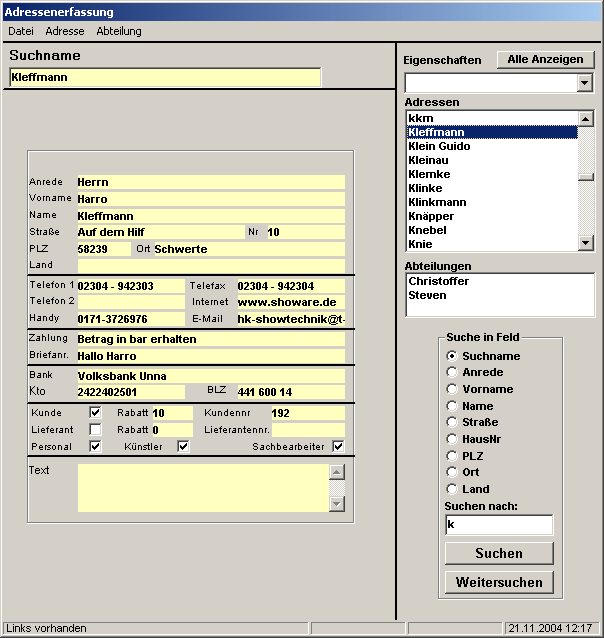 Adressenerfassung
Datei Adresse Abteilung
Suchname
Kleffmann
Anrede Herrn
Vorname Harro
Name Kleffmann
Straße Auf dem Hilf Nr 10
PLZ 58239 Ort Schwerte
Land
Telefon 1 02304 - 942303 Telefax 02304 - 942304
Telefon 2 Internet www.showare.de
Handy 0171-3726976 E-Mail hk-showtechnik@t-
Zahlung Betrag in bar erhalten
Briefanr. Hallo Harro
Bank Volksbank Unna
Kto 2422402501 BLZ 441 600 14
Kunde Rabatt 10 Kundennr 192
Lieferant Rabatt 0 Lieferantennr.
Personal Künstler Sachbearbeiter
Text
Eigenschaften Alle Anzeigen
Adressen
kkm
Kleffmann
Klein Guido
Kleinau
Klemke
Klinke
Klinkmann
Knäpper
Knebel
Knie
Abteilungen
Christoffer
Steven
Suche in Feld
Suchname
Anrede
Vorname
Name
Straße
HausNr
PLZ
Ort
Land
Suchen nach:
k
Suchen
Weitersuchen
Links vorhanden 21.11.2004 12:17